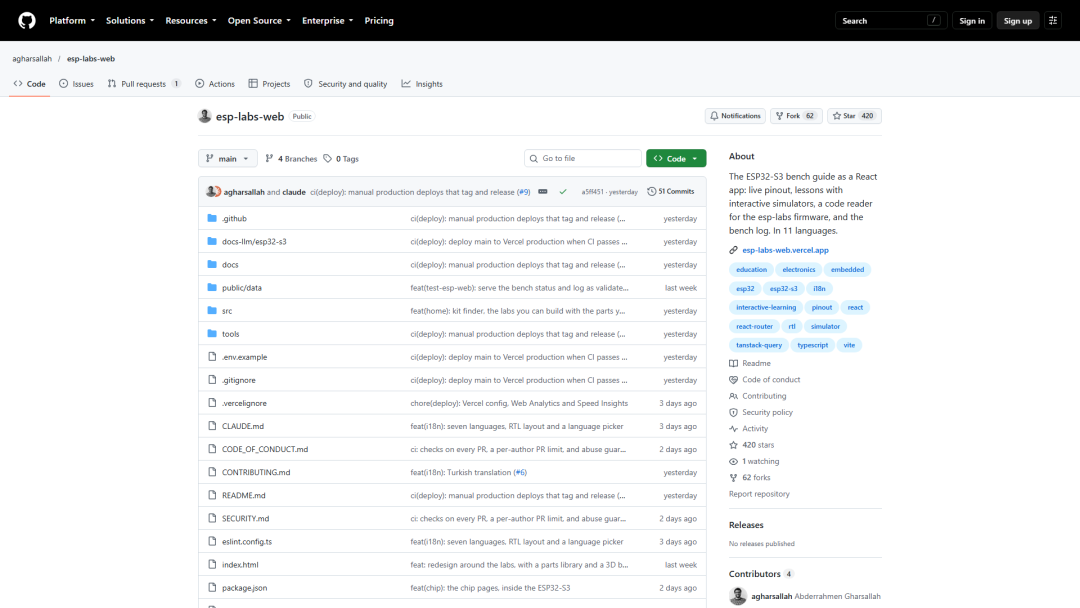 Platform Solutions Resources Open Source Enterprise Pricing Search / Sign in Sign up
agharsallah / esp-labs-web
Code Issues Pull requests 1 Actions Projects Security and quality Insights
esp-labs-web Public Notifications Fork 62 Star 420
main 4 Branches 0 Tags Go to file Code
agharsallah and claude ci(deploy): manual production deploys that tag and release (#9) a5ff451 · yesterday 51 Commits
.github ci(deploy): manual production deploys that tag and release (... yesterday
docs-llm/esp32-s3 ci(deploy): deploy main to Vercel production when CI passes ... yesterday
docs ci(deploy): manual production deploys that tag and release (... yesterday
public/data feat(test-esp-web): serve the bench status and log as validate... last week
src feat(home): kit finder, the labs you can build with the parts y... yesterday
tools ci(deploy): manual production deploys that tag and release (... yesterday
.env.example ci(deploy): deploy main to Vercel production when CI passes ... yesterday
.gitignore ci(deploy): deploy main to Vercel production when CI passes ... yesterday
.vercelignore chore(deploy): Vercel config, Web Analytics and Speed Insights 3 days ago
CLAUDE.md feat(i18n): seven languages, RTL layout and a language picker 3 days ago
CODE_OF_CONDUCT.md ci: checks on every PR, a per-author PR limit, and abuse guar... 2 days ago
CONTRIBUTING.md feat(i18n): Turkish translation (#6) yesterday
README.md ci(deploy): manual production deploys that tag and release (... yesterday
SECURITY.md ci: checks on every PR, a per-author PR limit, and abuse guar... 2 days ago
eslint.config.ts feat(i18n): seven languages, RTL layout and a language picker 3 days ago
index.html feat: redesign around the labs, with a parts library and a 3D b... last week
package.json feat(chip): the chip pages, inside the ESP32-S3 2 days ago
About
The ESP32-S3 bench guide as a React
app: live pinout, lessons with
interactive simulators, a code reader
for the esp-labs firmware, and the
bench log. In 11 languages.
esp-labs-web.vercel.app
education electronics embedded
esp32 esp32-s3 i18n
interactive-learning pinout react
react-router rtl simulator
tanstack-query typescript vite
Readme
Code of conduct
Contributing
Security policy
Activity
420 stars
1 watching
62 forks
Report repository
Releases
No releases published
Contributors 4
agharsallah Abderrahmen Gharsallah